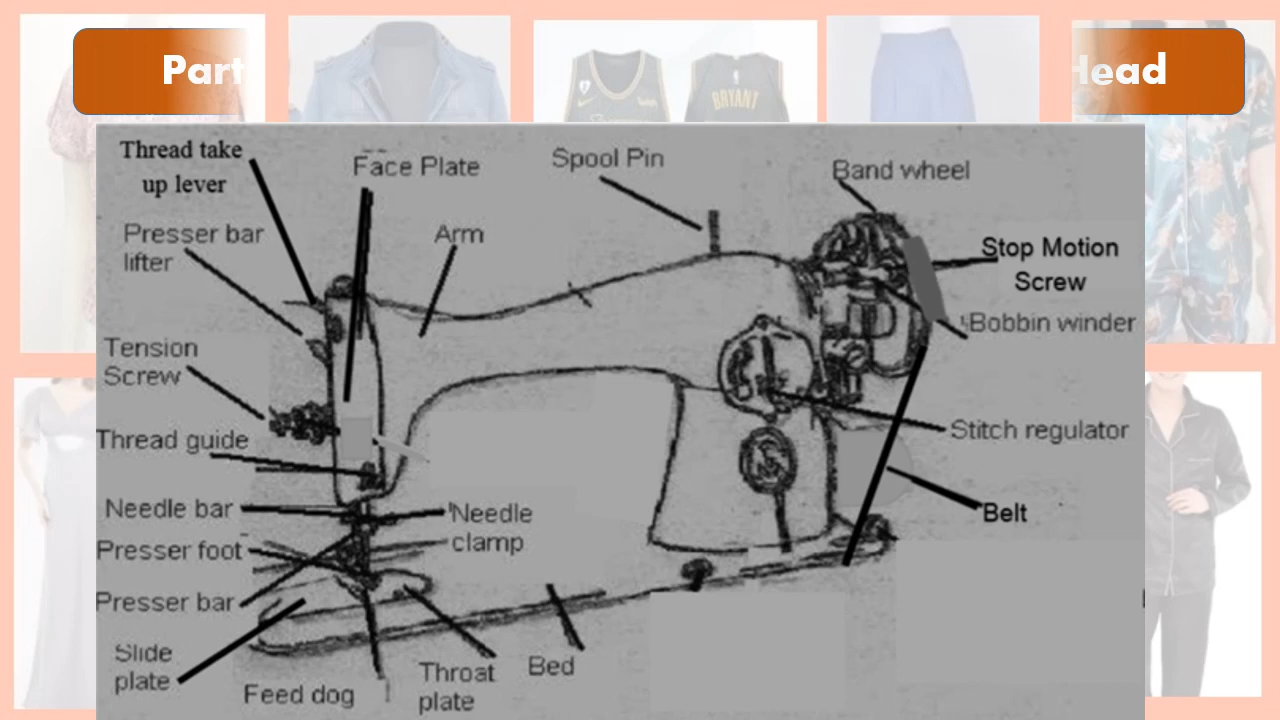 Part
Head
BRYANT
Thread take
up lever
Face Plate
Spool Pin
Band wheel
Presser bar
lifter
Arm
Stop Motion
Screw
Bobbin winder
Tension
Screw
Thread guide
Stitch regulator
Needle bar
Needle
clamp
Belt
Presser foot
Presser bar
Slide
plate
Feed dog
Throat
plate
Bed